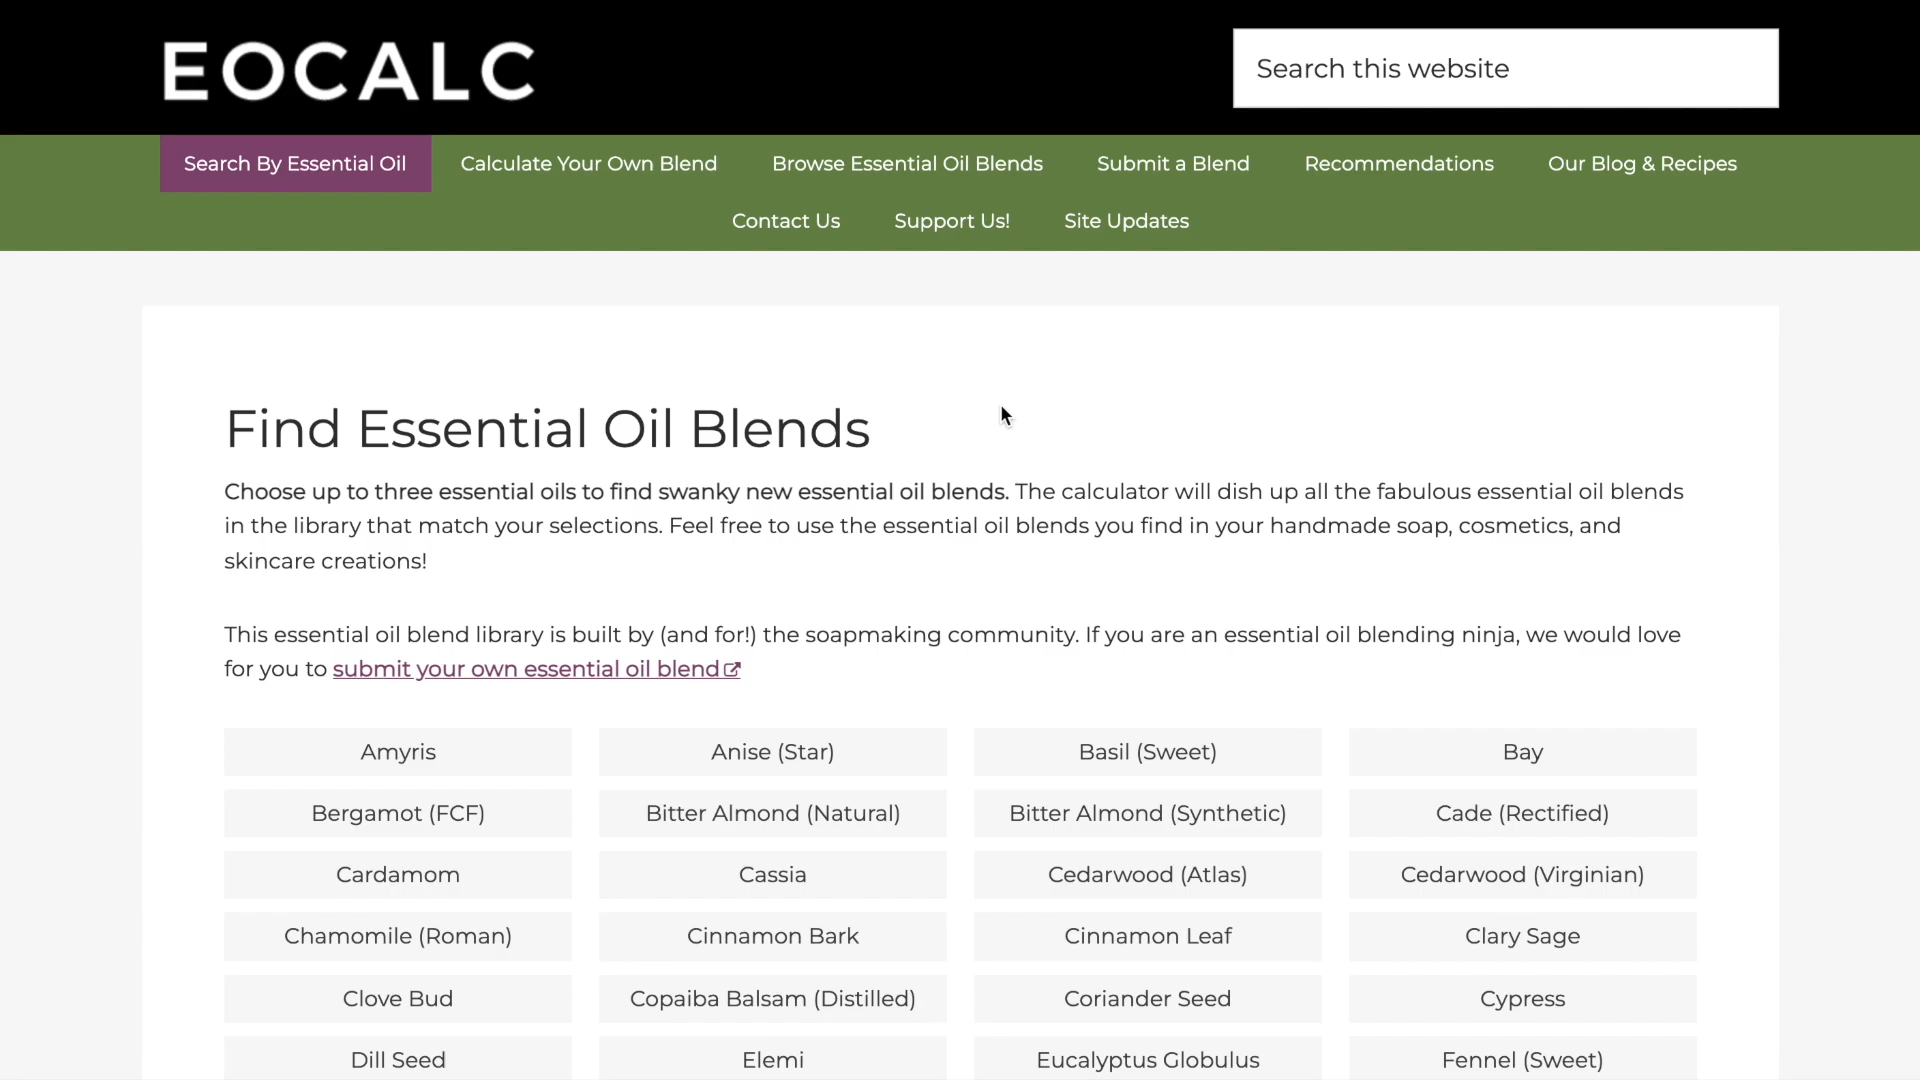 EOCALC
Search this website
Search By Essential Oil
Calculate Your Own Blend
Browse Essential Oil Blends
Submit a Blend
Recommendations
Our Blog & Recipes
Contact Us
Support Us!
Site Updates
Find Essential Oil Blends
Choose up to three essential oils to find swanky new essential oil blends. The calculator will dish up all the fabulous essential oil blends
in the library that match your selections. Feel free to use the essential oil blends you find in your handmade soap, cosmetics, and
skincare creations!
This essential oil blend library is built by (and for!) the soapmaking community. If you are an essential oil blending ninja, we would love
for you to submit your own essential oil blend
Amyris
Anise (Star)
Basil (Sweet)
Bay
Bergamot (FCF)
Bitter Almond (Natural)
Bitter Almond (Synthetic)
Cade (Rectified)
Cardamom
Cassia
Cedarwood (Atlas)
Cedarwood (Virginian)
Chamomile (Roman)
Cinnamon Bark
Cinnamon Leaf
Clary Sage
Clove Bud
Copaiba Balsam (Distilled)
Coriander Seed
Cypress
Dill Seed
Elemi
Eucalyptus Globulus
Fennel (Sweet)